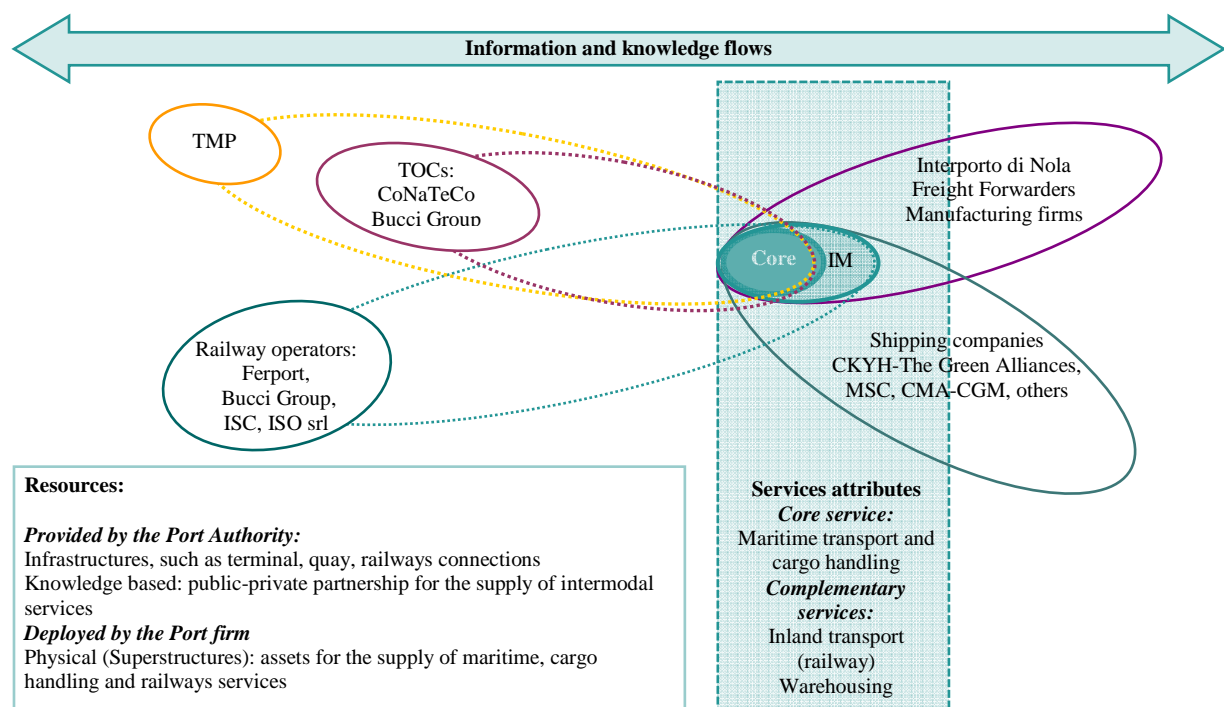 Information and knowledge flows
TMP
TOCs:
CoNaTeCo
Bucci Group
Interporto di Nola
Freight Forwarders
Manufacturing firms
Core
IM
Railway operators:
Ferport,
Bucci Group,
ISC, ISO srl
Shipping companies
CKYH-The Green Alliances,
MSC, CMA-CGM, others
Resources:
Provided by the Port Authority:
Infrastructures, such as terminal, quay, railways connections
Knowledge based: public-private partnership for the supply of intermodal
services
Deployed by the Port firm
Physical (Superstructures): assets for the supply of maritime, cargo
handling and railways services
Services attributes
Core service:
Maritime transport and
cargo handling
Complementary
services:
Inland transport
(railway)
Warehousing